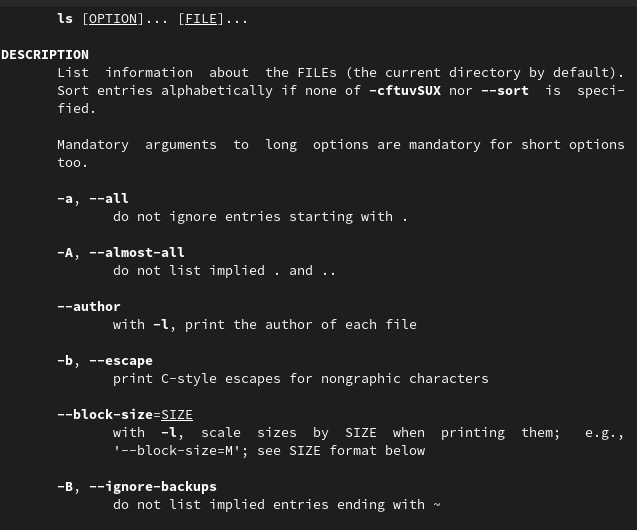 ls [OPTION]... [FILE]...
DESCRIPTION
List information about the FILEs (the current directory by default).
Sort entries alphabetically if none of -cftuvSUX nor --sort is speci-
fied.
Mandatory arguments to long options are mandatory for short options
too.
-a, --all
do not ignore entries starting with .
-A, --almost-all
do not list implied . and ..
--author
with -l, print the author of each file
-b, --escape
print C-style escapes for nongraphic characters
--block-size=SIZE
with -l, scale sizes by SIZE when printing them; e.g.,
'--block-size=M'; see SIZE format below
-B, --ignore-backups
do not list implied entries ending with ~